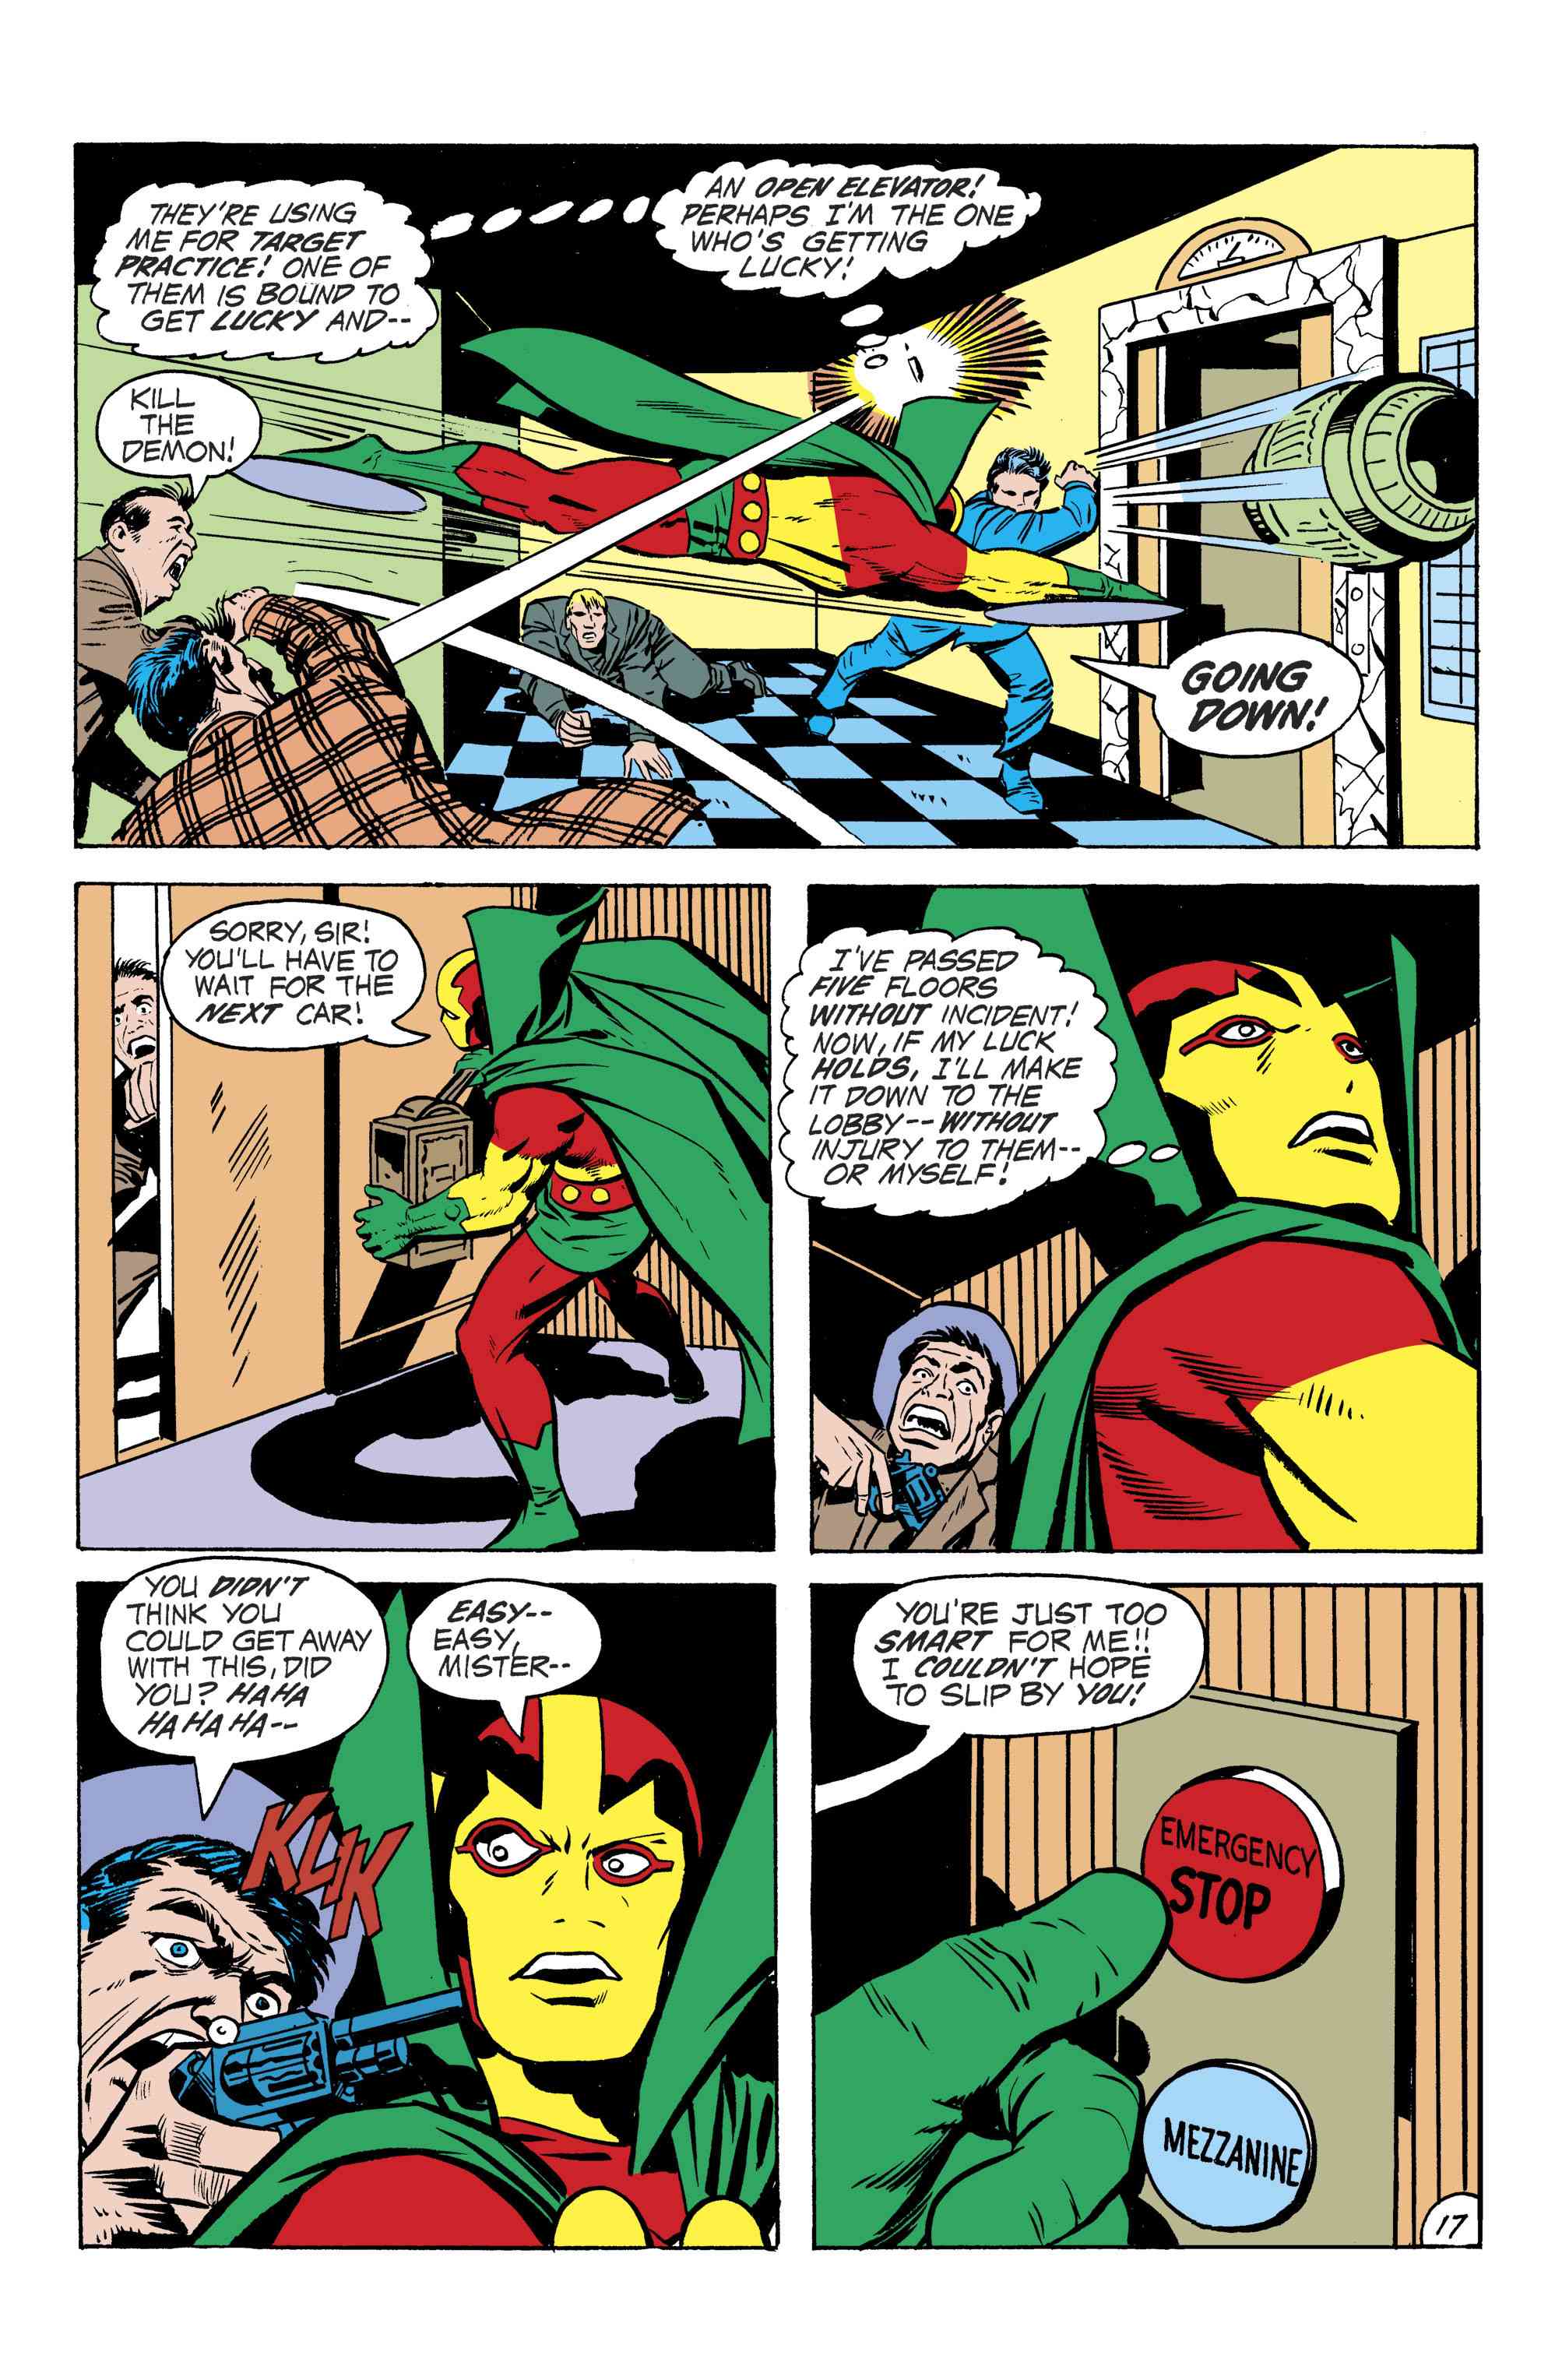 THEY'RE USING
ME FOR TARGET
PRACTICE! ONE OF
THEM IS BOUND TO
GET LUCKY AND--
AN OPEN ELEVATOR!
PERHAPS I'M THE ONE
WHO'S GETTING
LUCKY!
KILL
THE
DEMON!
GOING
DOWN!
SORRY, SIR!
YOU'LL HAVE TO
WAIT FOR THE
NEXT CAR!
I'VE PASSED
FIVE FLOORS
WITHOUT INCIDENT!
NOW, IF MY LUCK
HOLDS, I'LL MAKE
IT DOWN TO THE
LOBBY--WITHOUT
INJURY TO THEM--
OR MYSELF!
YOU DIDN'T
THINK YOU
COULD GET AWAY
WITH THIS, DID
YOU? HA HA
HA HA HA--
EASY--
EASY,
MISTER--
KLIK
YOU'RE JUST TOO
SMART FOR ME!!
I COULDN'T HOPE
TO SLIP BY YOU!
EMERGENCY
STOP
MEZZANINE
17